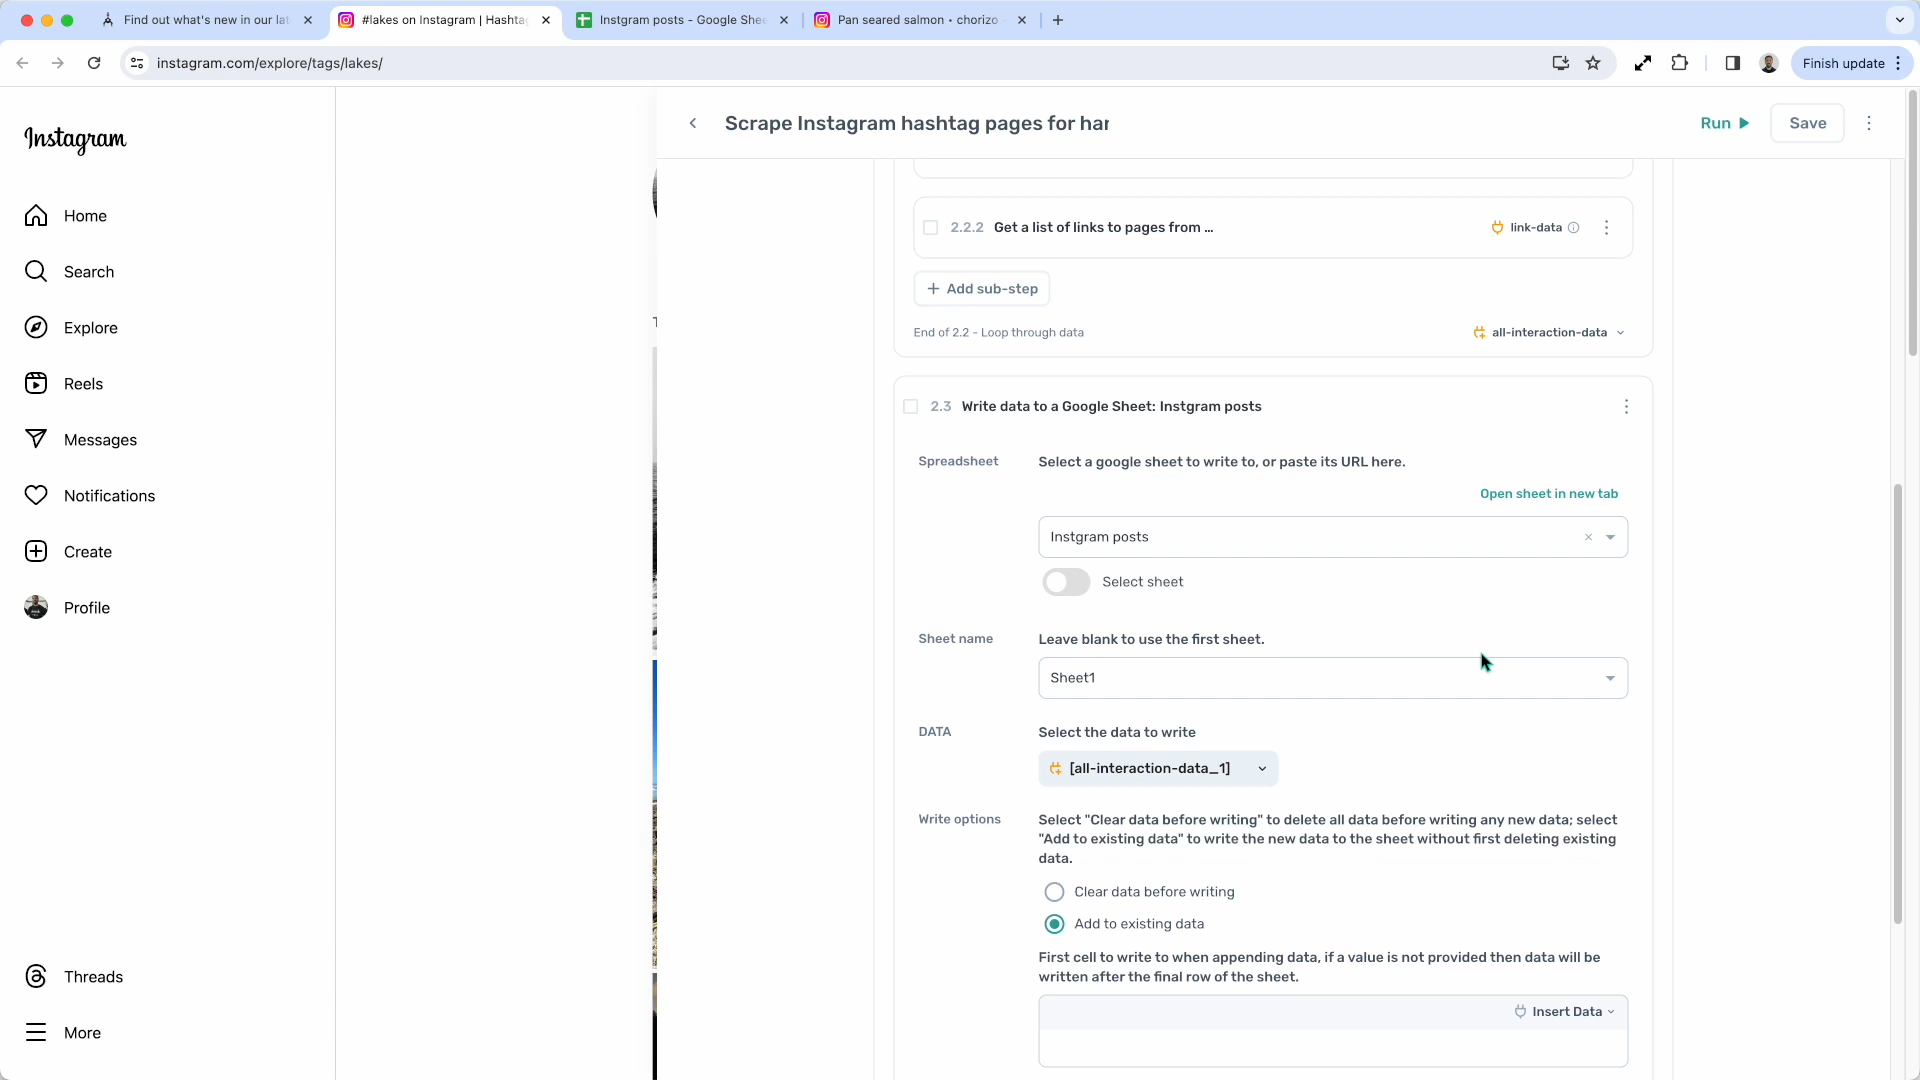 Find out what's new in our lat
#lakes on Instagram | Hashtag
Instgram posts - Google Shee
Pan seared salmon • chorizo
instagram.com/explore/tags/lakes/
Finish update
Instagram
Home
Search
Explore
Reels
Messages
Notifications
Create
Profile
Threads
More
Scrape Instagram hashtag pages for har
Run
Save
2.2.2 Get a list of links to pages from ...
link-data
+ Add sub-step
End of 2.2 - Loop through data
all-interaction-data
2.3 Write data to a Google Sheet: Instgram posts
Spreadsheet
Select a google sheet to write to, or paste its URL here.
Open sheet in new tab
Instgram posts
Select sheet
Sheet name
Leave blank to use the first sheet.
Sheet1
DATA
Select the data to write
[all-interaction-data_1]
Write options
Select "Clear data before writing" to delete all data before writing any new data; select
"Add to existing data" to write the new data to the sheet without first deleting existing
data.
Clear data before writing
Add to existing data
First cell to write to when appending data, if a value is not provided then data will be
written after the final row of the sheet.
Insert Data